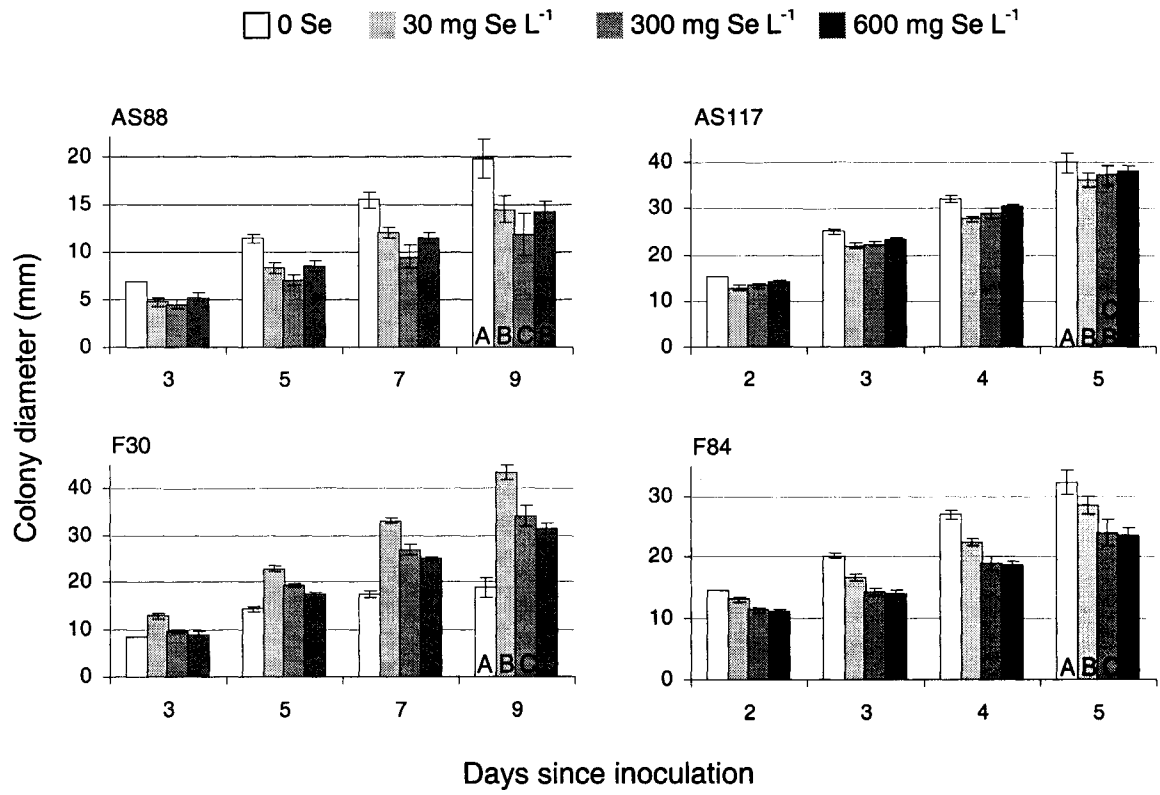 0 Se 30 mg Se L⁻¹ 300 mg Se L⁻¹ 600 mg Se L⁻¹
Colony diameter (mm)
AS88
20
15
10
5
0
A B C B
3 5 7 9
AS117
40
30
20
10
0
C
A B B
2 3 4 5
F30
40
30
20
10
0
A B C
3 5 7 9
F84
30
20
10
0
A B C
2 3 4 5
Days since inoculation